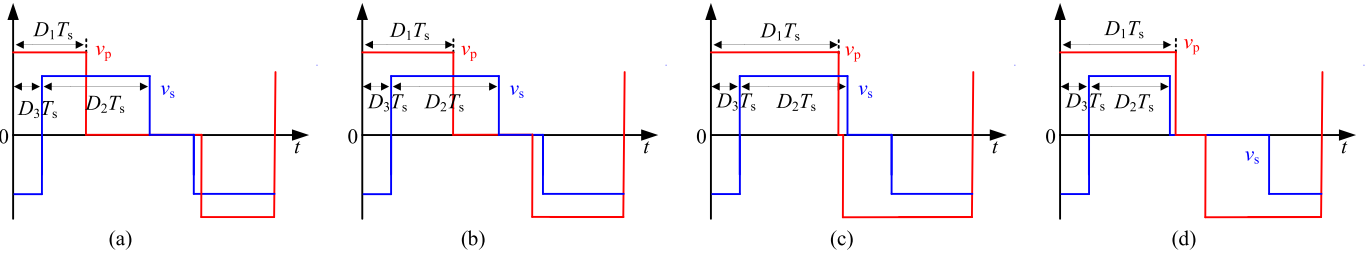 D₁Tₛ
vₚ
vₛ
D₃Tₛ
D₂Tₛ
0
t
(a)
D₁Tₛ
vₚ
vₛ
D₃Tₛ
D₂Tₛ
0
t
(b)
D₁Tₛ
vₚ
vₛ
D₃Tₛ
D₂Tₛ
0
t
(c)
D₁Tₛ
vₚ
D₃Tₛ
D₂Tₛ
0
t
vₛ
(d)